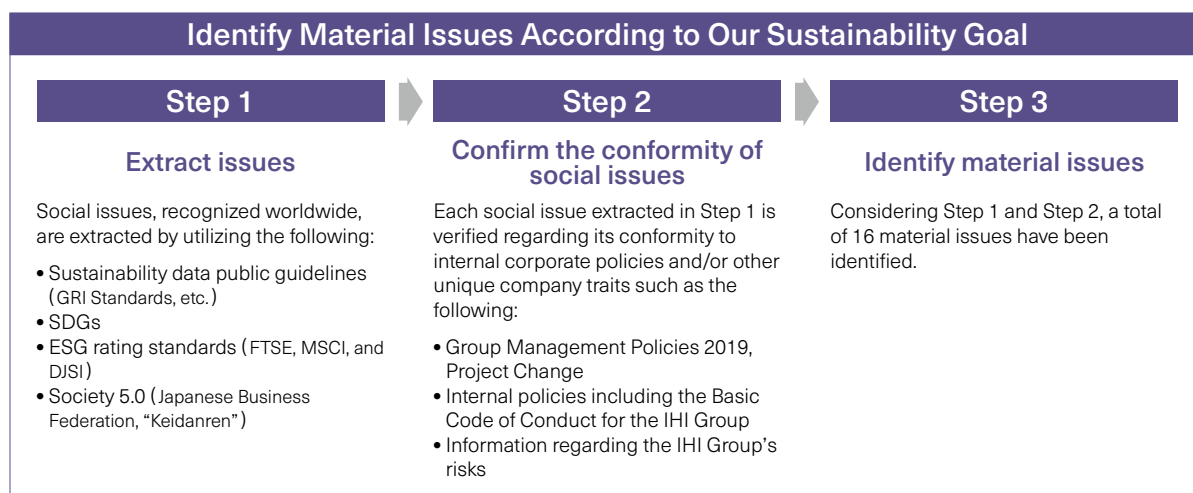 Identify Material Issues According to Our Sustainability Goal
Step 1
Extract issues
Social issues, recognized worldwide,
are extracted by utilizing the following:
• Sustainability data public guidelines
(GRI Standards, etc.)
• SDGs
• ESG rating standards (FTSE, MSCI, and
DJSI)
• Society 5.0 (Japanese Business
Federation, “Keidanren”)
Step 2
Confirm the conformity of
social issues
Each social issue extracted in Step 1 is
verified regarding its conformity to
internal corporate policies and/or other
unique company traits such as the
following:
• Group Management Policies 2019,
Project Change
• Internal policies including the Basic
Code of Conduct for the IHI Group
• Information regarding the IHI Group’s
risks
Step 3
Identify material issues
Considering Step 1 and Step 2, a total
of 16 material issues have been
identified.